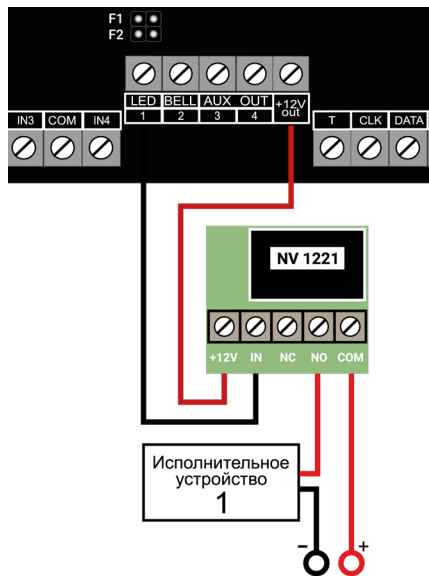 F1
F2
LED BELL AUX OUT +12V out
1 2 3 4
IN3 COM IN4
T CLK DATA
NV 1221
+12V IN NC NO COM
Исполнительное
устройство
1
− +